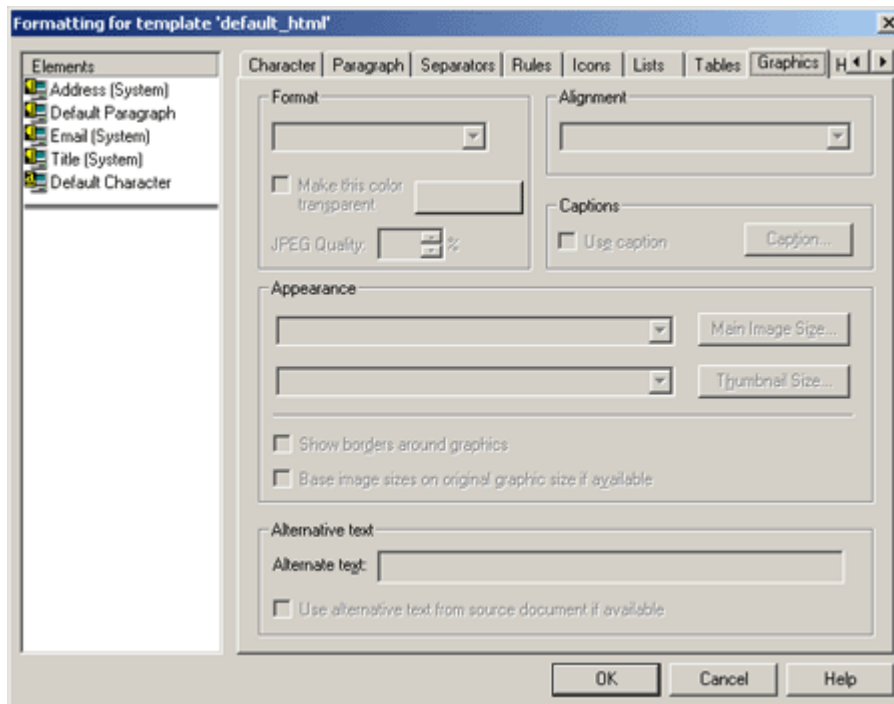 Formatting for template 'default_html'
Elements
Address (System)
Default Paragraph
Email (System)
Title (System)
Default Character
Character Paragraph Separators Rules Icons Lists Tables Graphics H
Format
Make this color
transparent
JPEG Quality: %
Alignment
Captions
Use caption Caption...
Appearance
Main Image Size...
Thumbnail Size...
Show borders around graphics
Base image sizes on original graphic size if available
Alternative text
Alternate text:
Use alternative text from source document if available
OK Cancel Help